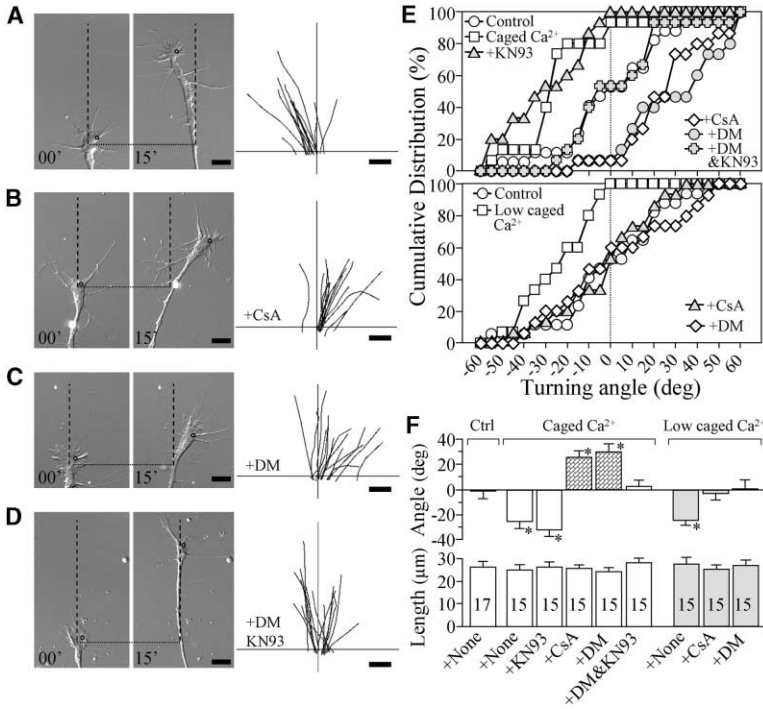 A
00'
15'
B
00'
15'
+CsA
C
00'
15'
+DM
D
00'
15'
+DM
KN93
E
Cumulative Distribution (%)
100
80
60
40
20
0
Control
Caged Ca²⁺
+KN93
+CsA
+DM
+DM
&KN93
100
80
60
40
20
0
Control
Low caged
Ca²⁺
+CsA
+DM
-60 -50 -40 -30 -20 -10 0 10 20 30 40 50 60
Turning angle (deg)
F
Ctrl Caged Ca²⁺ Low caged Ca²⁺
Angle (deg)
40
20
0
-20
-40
* * * * *
Length (μm)
30
20
10
0
17 15 15 15 15 15 15 15 15
+None +None +KN93 +CsA +DM +DM&KN93 +None +CsA +DM